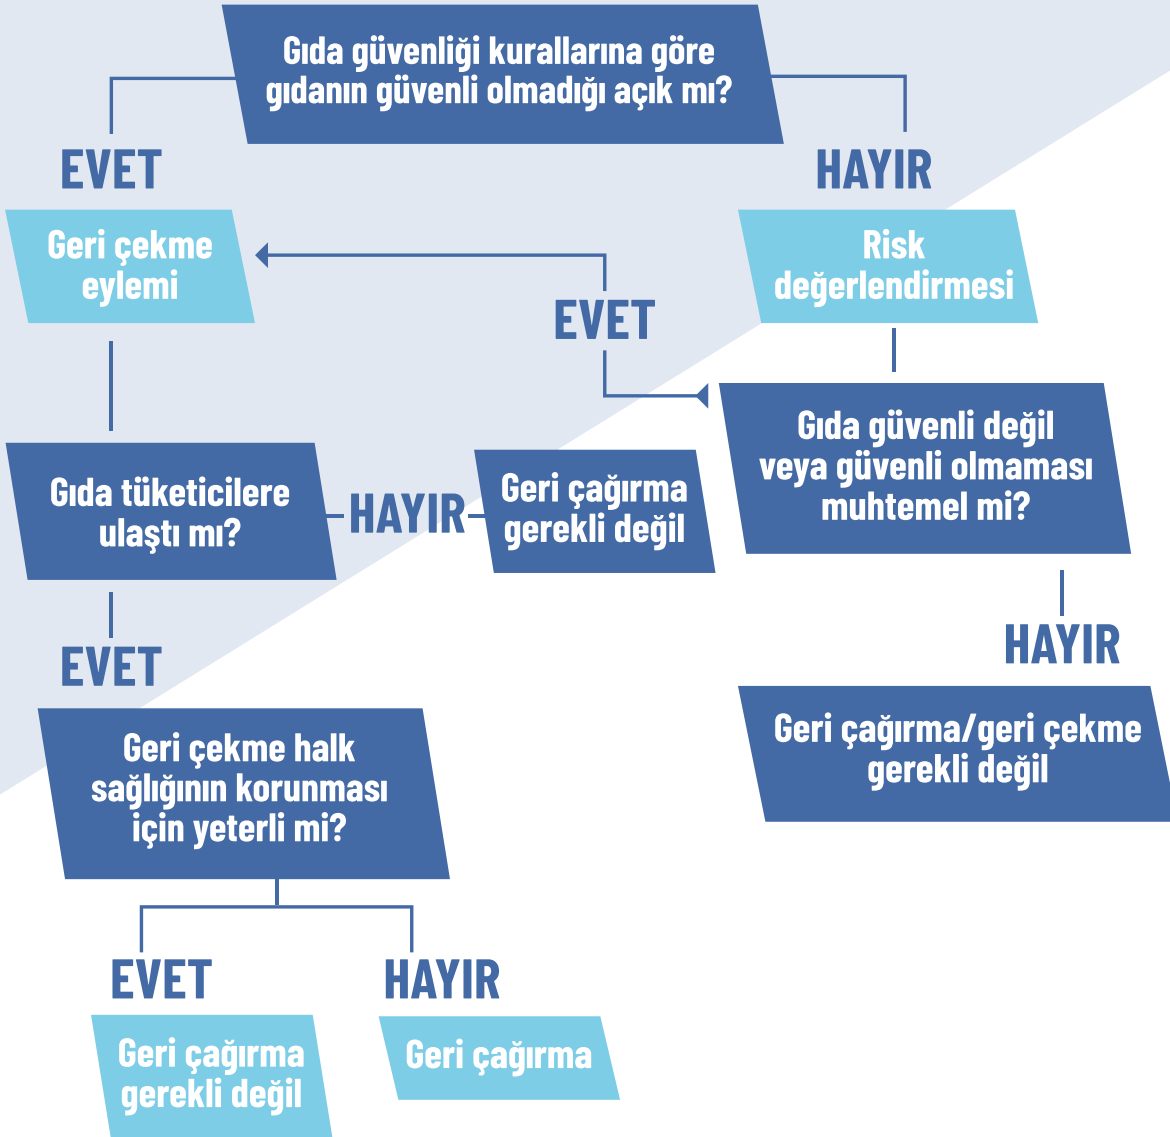 Gıda güvenliği kurallarına göre
gıdanın güvenli olmadığı açık mı?
EVET
HAYIR
Geri çekme
eylemi
Risk
değerlendirmesi
EVET
Gıda güvenli değil
veya güvenli olmaması
muhtemel mi?
Gıda tüketicilere
ulaştı mı?
HAYIR
Geri çağırma
gerekli değil
HAYIR
EVET
Geri çağırma/geri çekme
gerekli değil
Geri çekme halk
sağlığının korunması
için yeterli mi?
EVET
HAYIR
Geri çağırma
gerekli değil
Geri çağırma